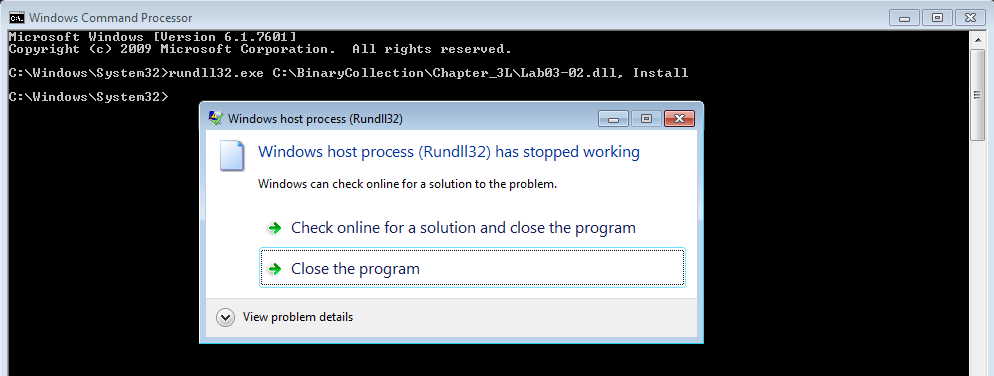 Windows Command Processor
Microsoft Windows [Version 6.1.7601]
Copyright (c) 2009 Microsoft Corporation.  All rights reserved.
C:\Windows\System32>rundll32.exe C:\BinaryCollection\Chapter_3L\Lab03-02.dll, Install
C:\Windows\System32>
Windows host process (Rundll32)
Windows host process (Rundll32) has stopped working
Windows can check online for a solution to the problem.
Check online for a solution and close the program
Close the program
View problem details